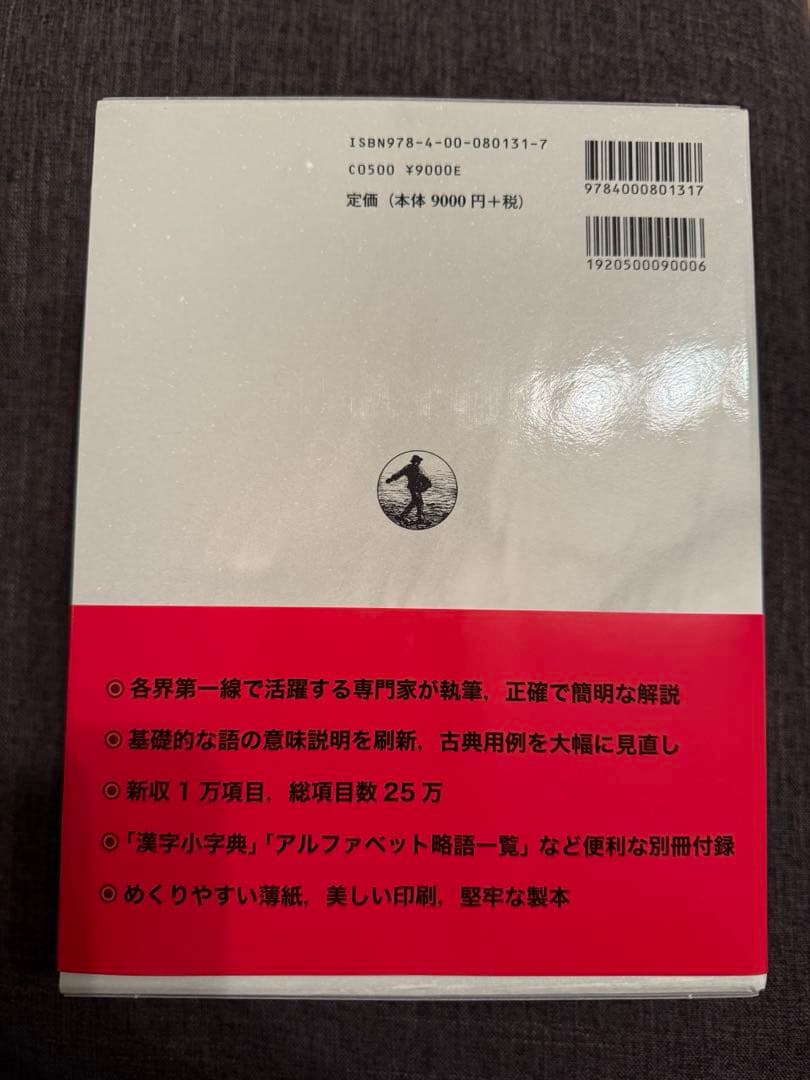 ISBN978-4-00-080131-7
C0500 ¥9000E
定価（本体 9000 円＋税）
9784000801317
1920500090006
◉各界第一線で活躍する専門家が執筆，正確で簡明な解説
◉基礎的な語の意味説明を刷新，古典用例を大幅に見直し
◉新収 1 万項目，総項目数 25 万
◉「漢字小字典」「アルファベット略語一覧」など便利な別冊付録
◉めくりやすい薄紙，美しい印刷，堅牢な製本